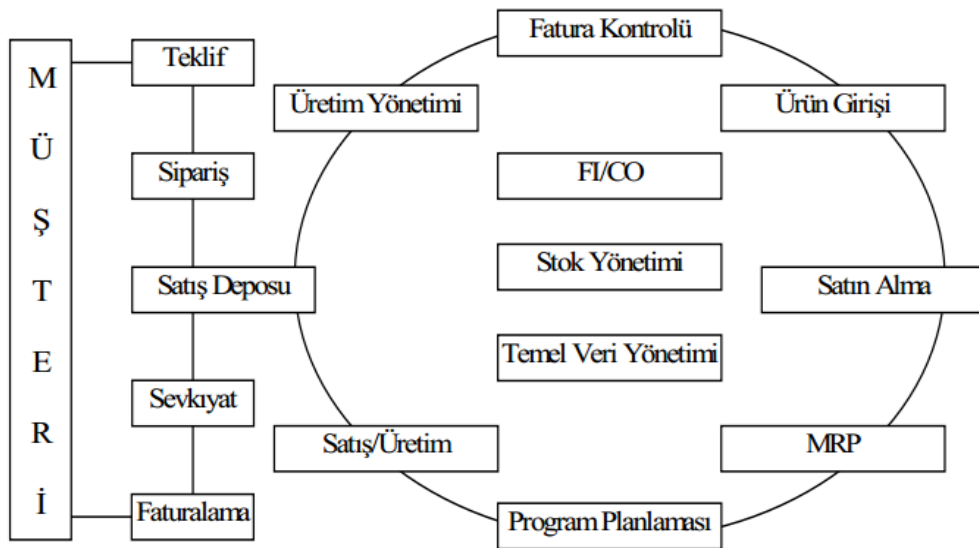 MÜŞTERİ
Teklif
Sipariş
Satış Deposu
Sevkıyat
Faturalama
Fatura Kontrolü
Üretim Yönetimi
Ürün Girişi
FI/CO
Stok Yönetimi
Satın Alma
Temel Veri Yönetimi
Satış/Üretim
MRP
Program Planlaması